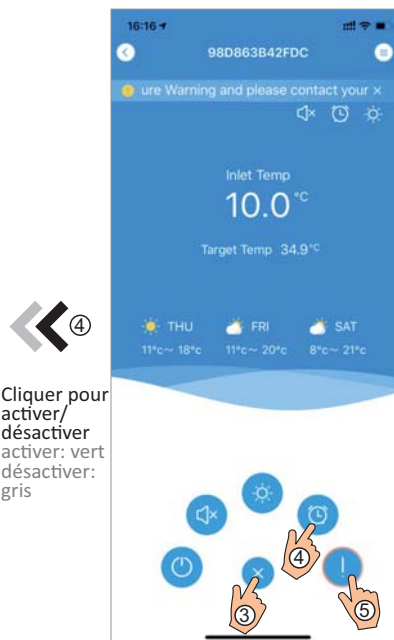 16:16
98D863B42FDC
ure Warning and please contact your ×
Inlet Temp
10.0 °C
Target Temp 34.9°C
THU FRI SAT
11°c~ 18°c 11°c~ 20°c 8°c~ 21°c
④
Cliquer pour
activer/
désactiver
activer: vert
désactiver:
gris
④
③
⑤